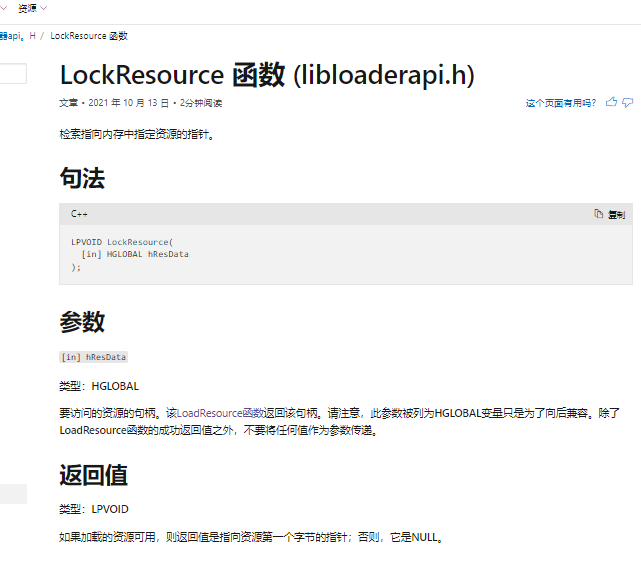 资源
器api。H / LockResource 函数
LockResource 函数 (libloaderapi.h)
文章 • 2021 年 10 月 13 日 • 2分钟阅读
这个页面有用吗？
检索指向内存中指定资源的指针。
句法
C++
复制
LPVOID LockResource(
[in] HGLOBAL hResData
);
参数
[in] hResData
类型：HGLOBAL
要访问的资源的句柄。该LoadResource函数返回该句柄。请注意，此参数被列为HGLOBAL变量只是为了向后兼容。除了
LoadResource函数的成功返回值之外，不要将任何值作为参数传递。
返回值
类型：LPVOID
如果加载的资源可用，则返回值是指向资源第一个字节的指针；否则，它是NULL。